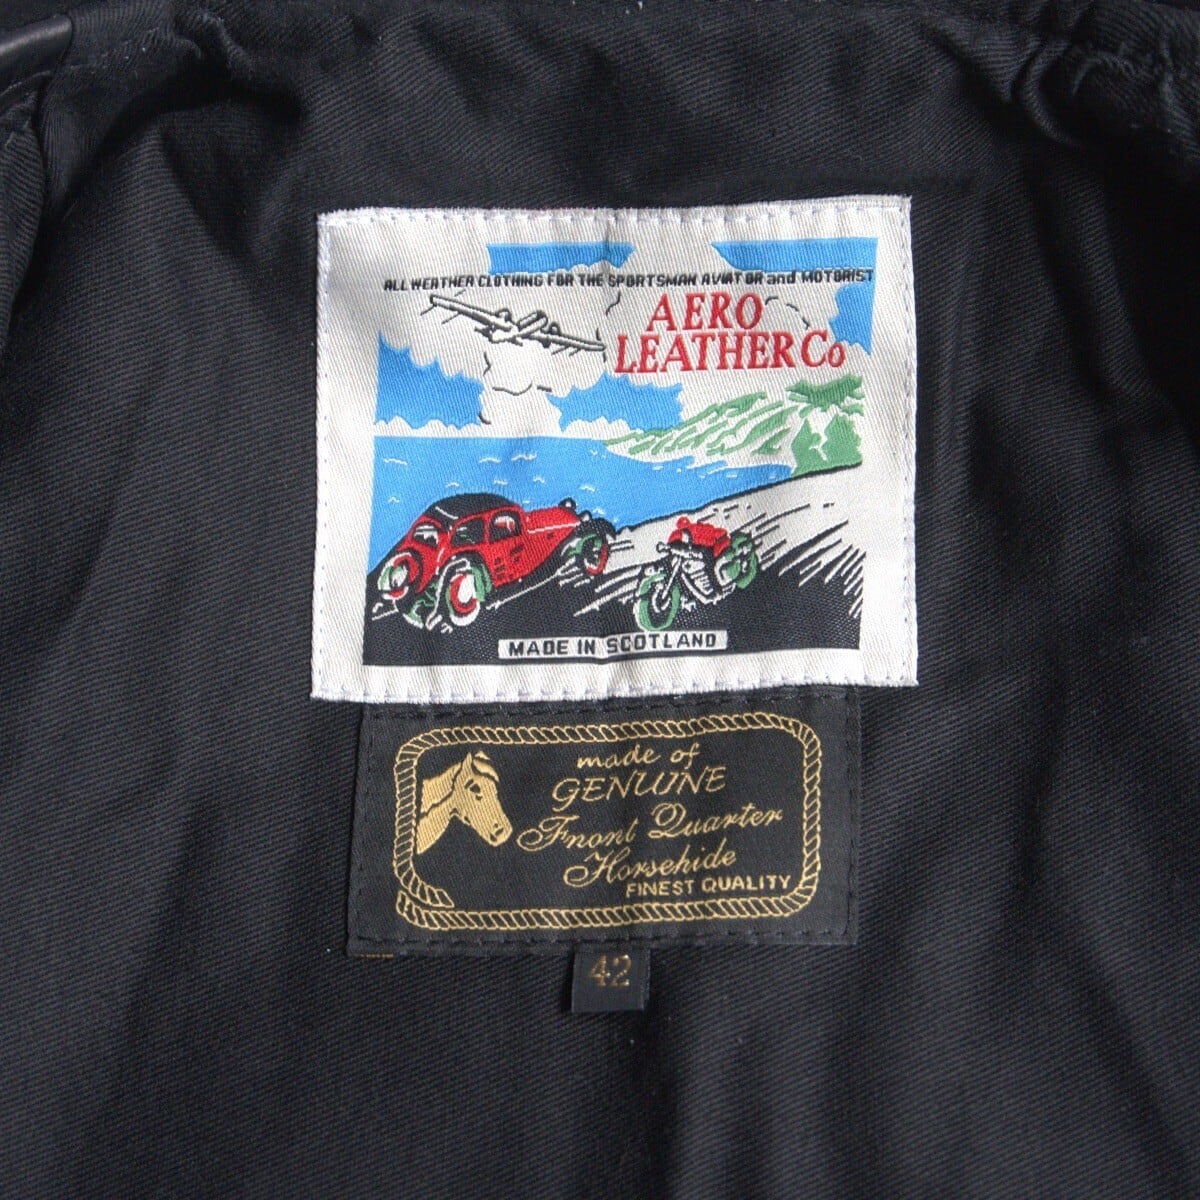 ALL WEATHER CLOTHING FOR THE SPORTSMAN AVIATOR and MOTORIST
AERO
LEATHER Co
MADE IN SCOTLAND
made of
GENUINE
Fnont Quarter
Horsehide
FINEST QUALITY
42